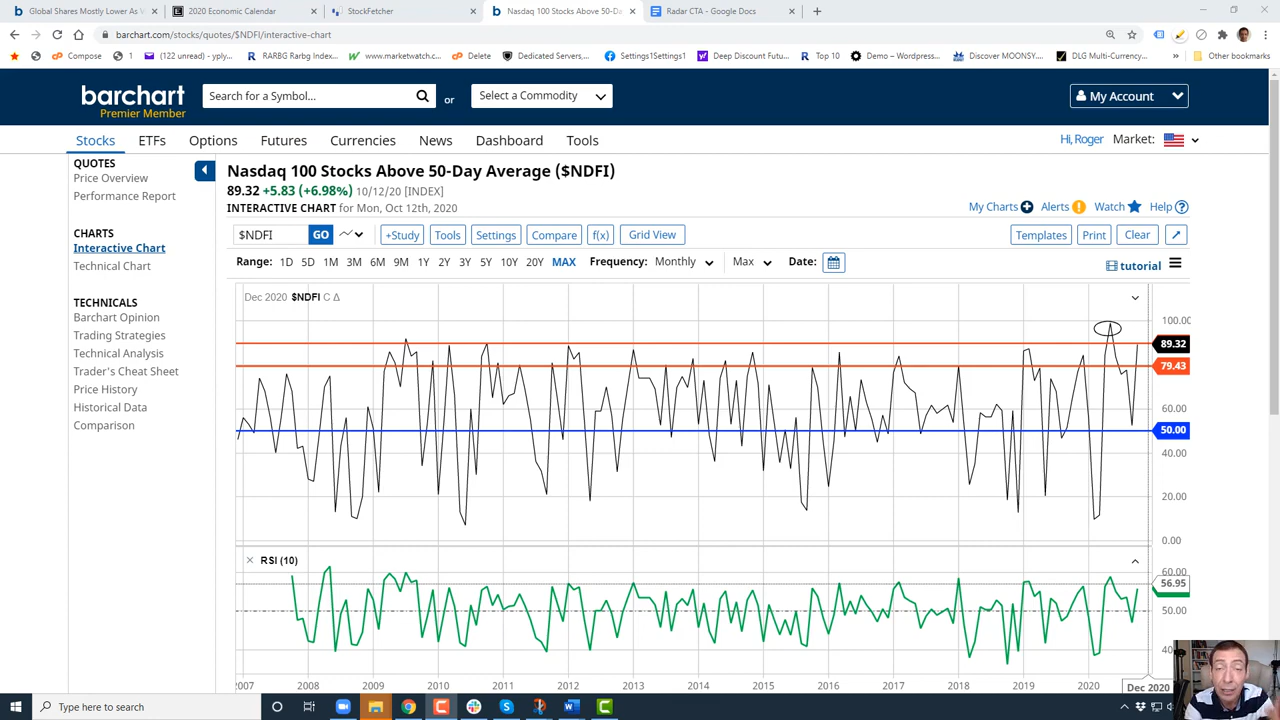 Global Shares Mostly Lower As W
2020 Economic Calendar
StockFetcher
Nasdaq 100 Stocks Above 50-Da
Radar CTA - Google Docs
barchart.com/stocks/quotes/$NDFI/interactive-chart
Compose
1
(122 unread) - yply...
RARBG Rarbg Index...
www.marketwatch.c...
Delete
Dedicated Servers,...
Settings1Settings1
Deep Discount Futu...
Top 10
Demo – Wordpress...
Discover MOONSY...
DLG Multi-Currency...
»
Other bookmarks
barchart
Premier Member
Search for a Symbol...
or
Select a Commodity
My Account
Stocks
ETFs
Options
Futures
Currencies
News
Dashboard
Tools
Hi, Roger
Market:
QUOTES
Price Overview
Performance Report
CHARTS
Interactive Chart
Technical Chart
TECHNICALS
Barchart Opinion
Trading Strategies
Technical Analysis
Trader's Cheat Sheet
Price History
Historical Data
Comparison
Nasdaq 100 Stocks Above 50-Day Average ($NDFI)
89.32 +5.83 (+6.98%) 10/12/20 [INDEX]
INTERACTIVE CHART for Mon, Oct 12th, 2020
My Charts
Alerts
Watch
Help
$NDFI
GO
+Study
Tools
Settings
Compare
f(x)
Grid View
Templates
Print
Clear
Range: 1D 5D 1M 3M 6M 9M 1Y 2Y 3Y 5Y 10Y 20Y MAX
Frequency: Monthly
Max
Date:
tutorial
Dec 2020 $NDFI C Δ
100.00
89.32
79.43
60.00
50.00
40.00
20.00
0.00
RSI (10)
60.00
56.95
50.00
40
2007 2008 2009 2010 2011 2012 2013 2014 2015 2016 2017 2018 2019 2020
Dec 2020
Type here to search